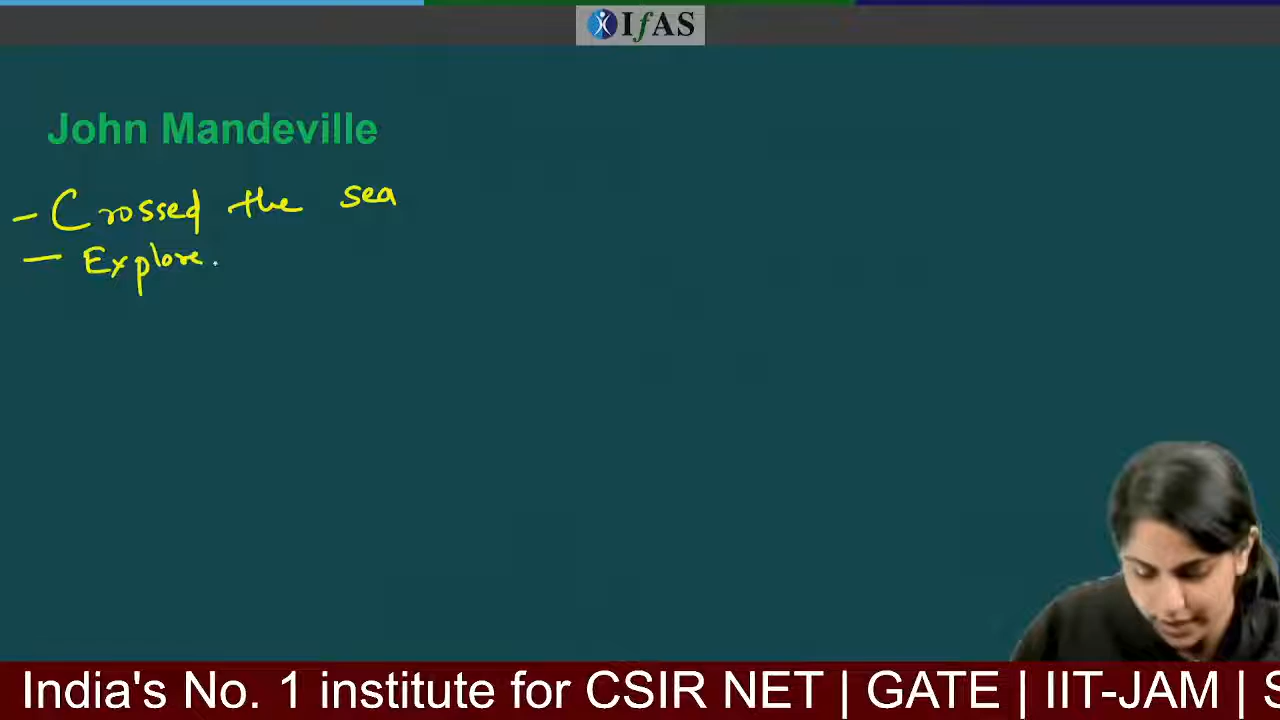 IfAS
John Mandeville
- Crossed the sea
- Explore.
India's No. 1 institute for CSIR NET | GATE | IIT-JAM | S